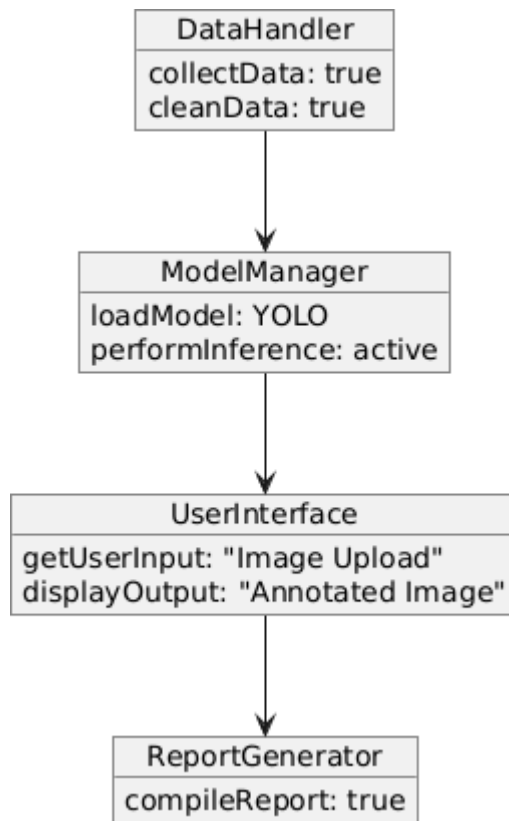 DataHandler
collectData: true
cleanData: true
ModelManager
loadModel: YOLO
performInference: active
UserInterface
getUserInput: "Image Upload"
displayOutput: "Annotated Image"
ReportGenerator
compileReport: true